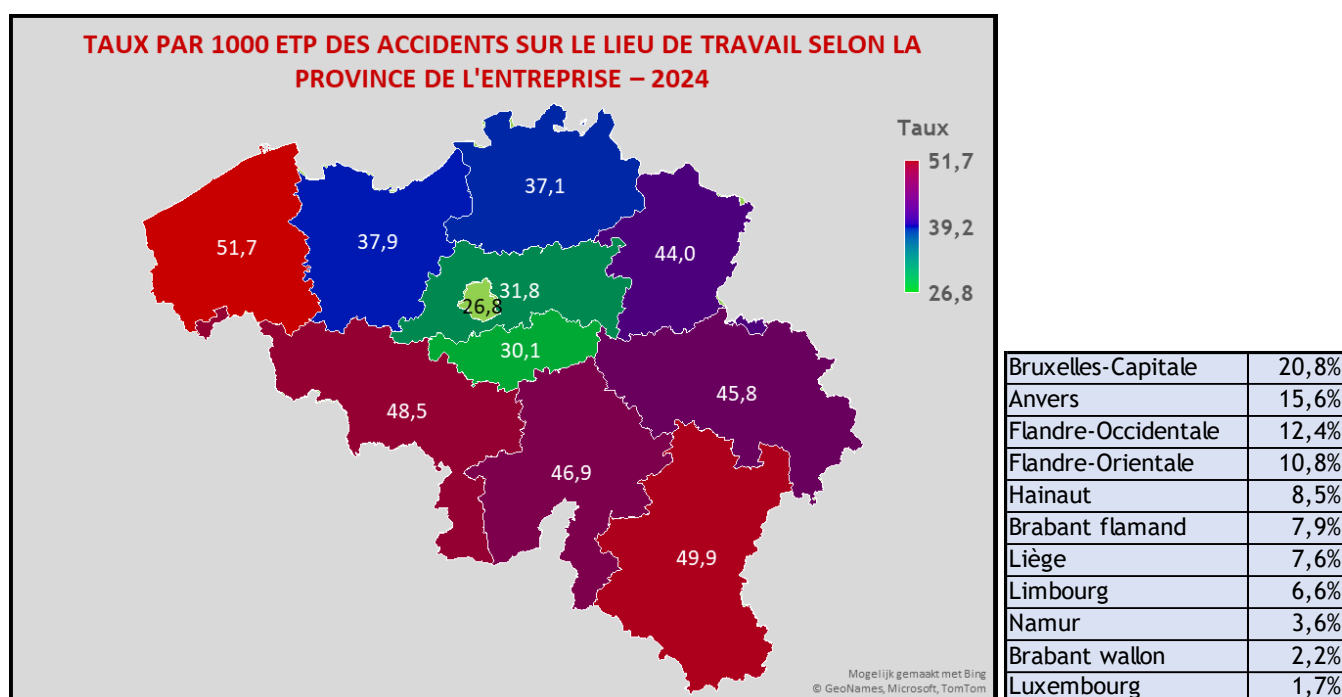 TAUX PAR 1000 ETP DES ACCIDENTS SUR LE LIEU DE TRAVAIL SELON LA
PROVINCE DE L'ENTREPRISE – 2024
Taux
51,7
39,2
26,8
37,1
51,7
37,9
44,0
31,8
26,8
30,1
45,8
48,5
46,9
49,9
Mogelijk gemaakt met Bing
© GeoNames, Microsoft, TomTom
Bruxelles-Capitale 20,8%
Anvers 15,6%
Flandre-Occidentale 12,4%
Flandre-Orientale 10,8%
Hainaut 8,5%
Brabant flamand 7,9%
Liège 7,6%
Limbourg 6,6%
Namur 3,6%
Brabant wallon 2,2%
Luxembourg 1,7%